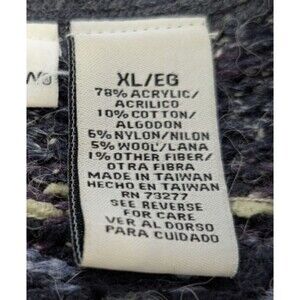 XL/EG
78% ACRYLIC/
ACRILICO
10% COTTON/
ALGODON
6% NYLON/NILON
5% WOOL/LANA
1% OTHER FIBER/
OTRA FIBRA
MADE IN TAIWAN
HECHO EN TAIWAN
RN 73277
SEE REVERSE
FOR CARE
VER AL DORSO
PARA CUIDADO